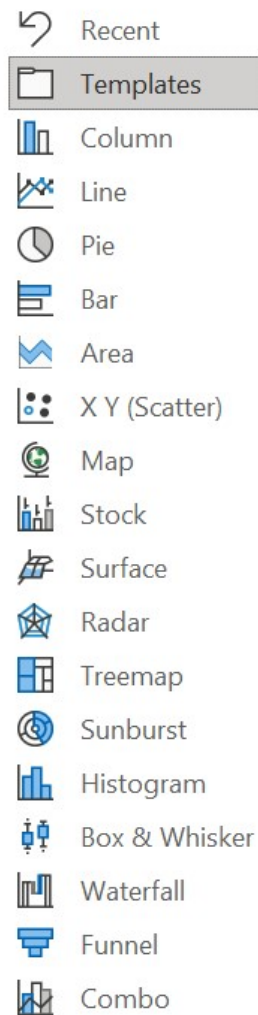 Recent
Templates
Column
Line
Pie
Bar
Area
X Y (Scatter)
Map
Stock
Surface
Radar
Treemap
Sunburst
Histogram
Box & Whisker
Waterfall
Funnel
Combo